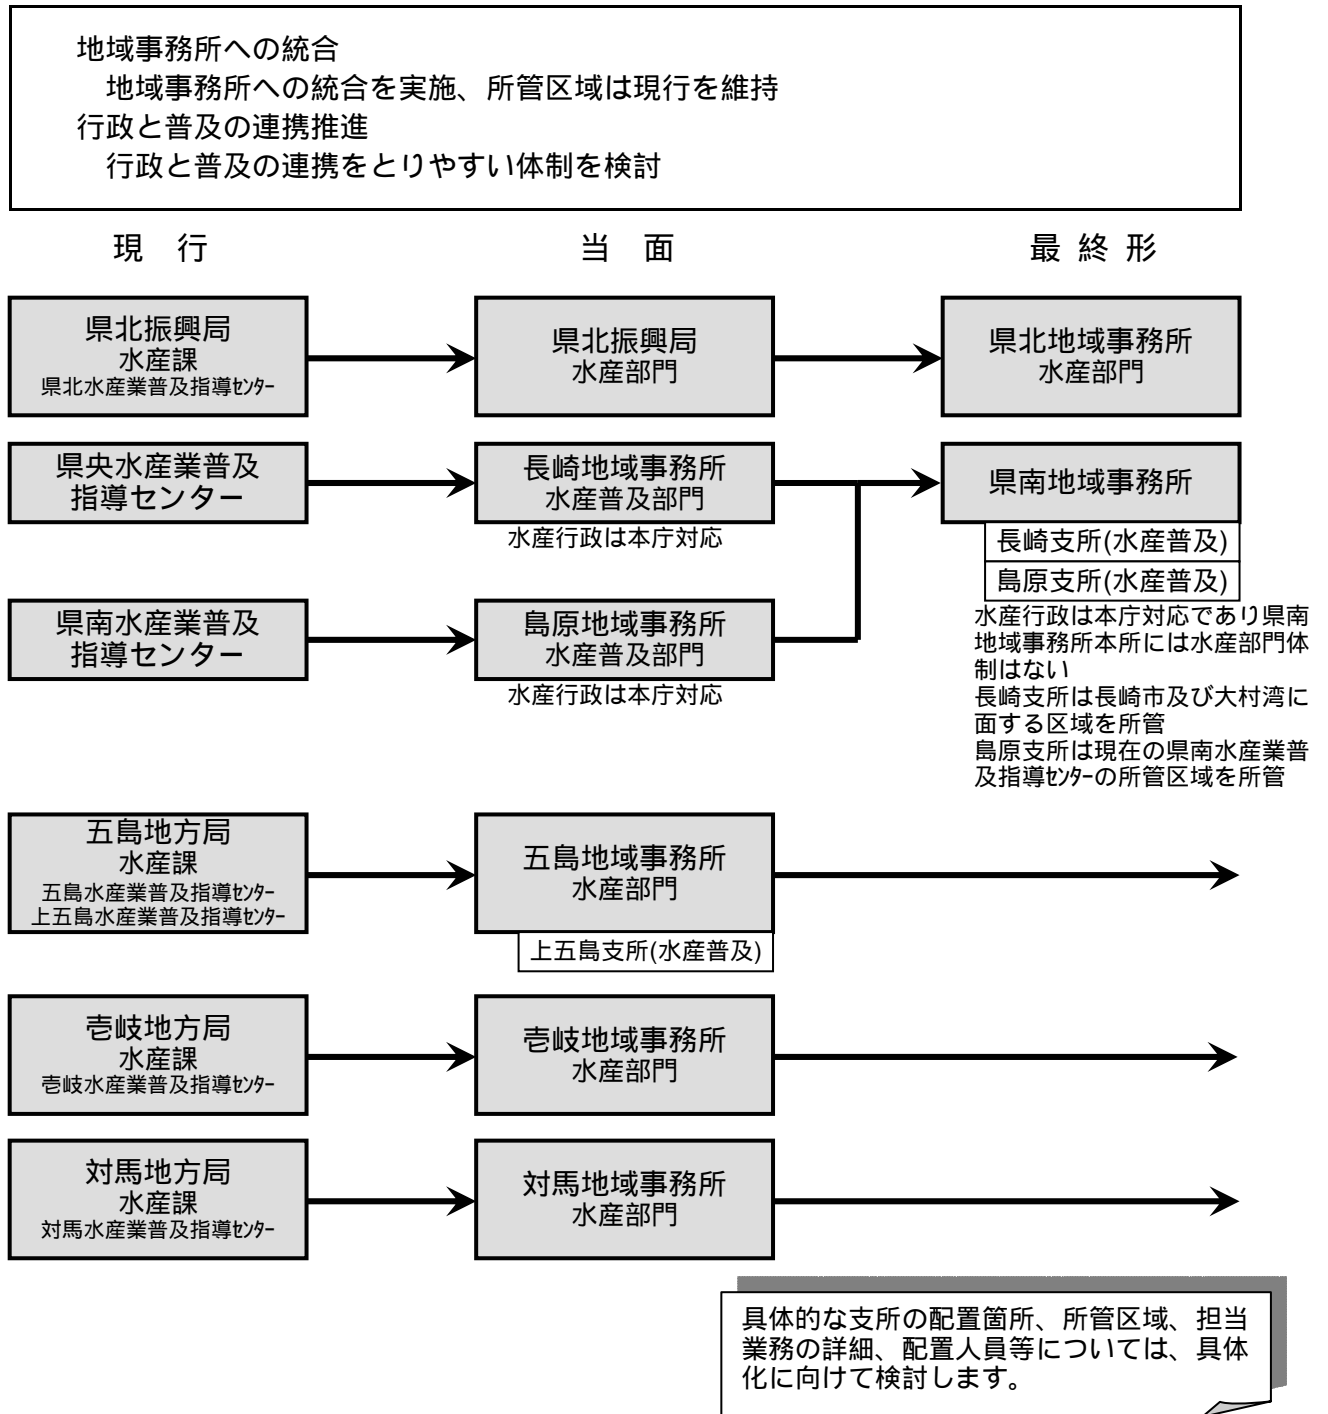 地域事務所への統合
地域事務所への統合を実施、所管区域は現行を維持
行政と普及の連携推進
行政と普及の連携をとりやすい体制を検討
現 行
当 面
最 終 形
県北振興局
水産課
県北水産業普及指導ｾﾝﾀｰ
県北振興局
水産部門
県北地域事務所
水産部門
県央水産業普及
指導センター
長崎地域事務所
水産普及部門
水産行政は本庁対応
県南地域事務所
長崎支所(水産普及)
島原支所(水産普及)
水産行政は本庁対応であり県南
地域事務所本所には水産部門体
制はない
長崎支所は長崎市及び大村湾に
面する区域を所管
島原支所は現在の県南水産業普
及指導ｾﾝﾀｰの所管区域を所管
県南水産業普及
指導センター
島原地域事務所
水産普及部門
水産行政は本庁対応
五島地方局
水産課
五島水産業普及指導ｾﾝﾀｰ
上五島水産業普及指導ｾﾝﾀｰ
五島地域事務所
水産部門
上五島支所(水産普及)
壱岐地方局
水産課
壱岐水産業普及指導ｾﾝﾀｰ
壱岐地域事務所
水産部門
対馬地方局
水産課
対馬水産業普及指導ｾﾝﾀｰ
対馬地域事務所
水産部門
具体的な支所の配置箇所、所管区域、担当
業務の詳細、配置人員等については、具体
化に向けて検討します。